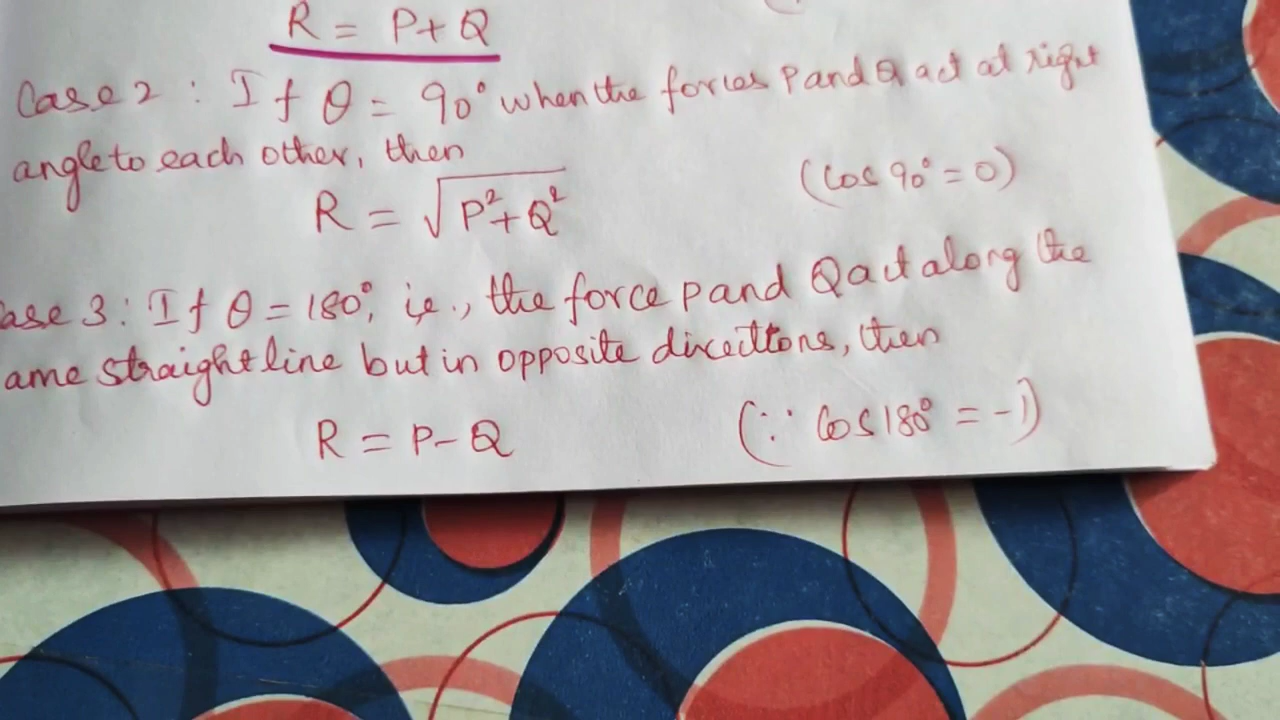 R = P+Q
Case 2 : If θ = 90° when the forces P and Q act at right
angle to each other, then
(cos 90° = 0)
R = √P²+Q²
ase 3 : If θ = 180°, i.e., the force P and Q act along the
ame straight line but in opposite direcittons, then
R = P - Q (∵ Cos 180° = -1)